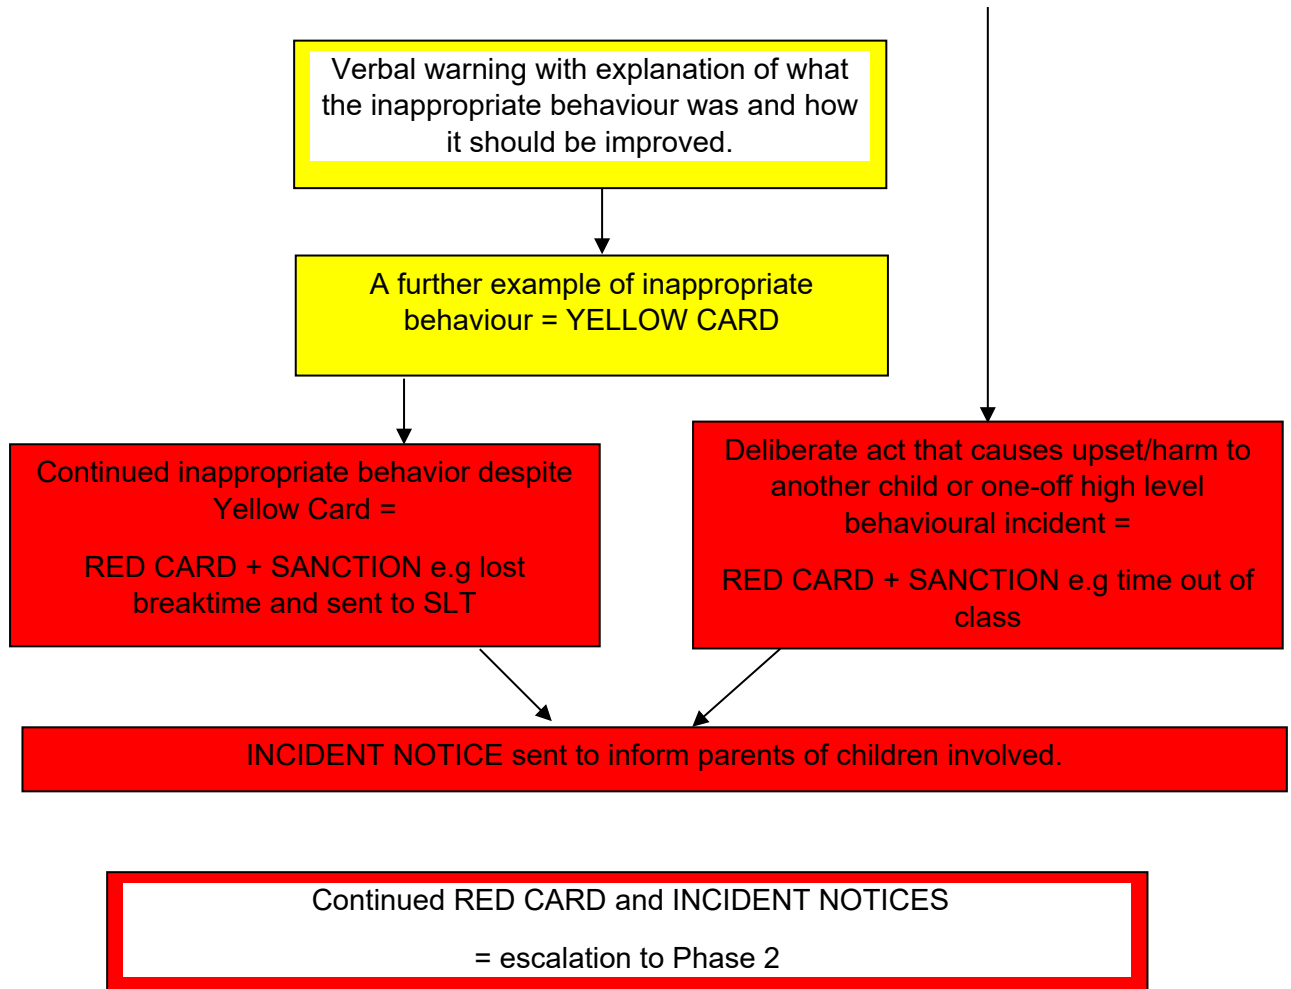 Verbal warning with explanation of what
the inappropriate behaviour was and how
it should be improved.
A further example of inappropriate
behaviour = YELLOW CARD
Continued inappropriate behavior despite
Yellow Card =
RED CARD + SANCTION e.g lost
breaktime and sent to SLT
Deliberate act that causes upset/harm to
another child or one-off high level
behavioural incident =
RED CARD + SANCTION e.g time out of
class
INCIDENT NOTICE sent to inform parents of children involved.
Continued RED CARD and INCIDENT NOTICES
= escalation to Phase 2